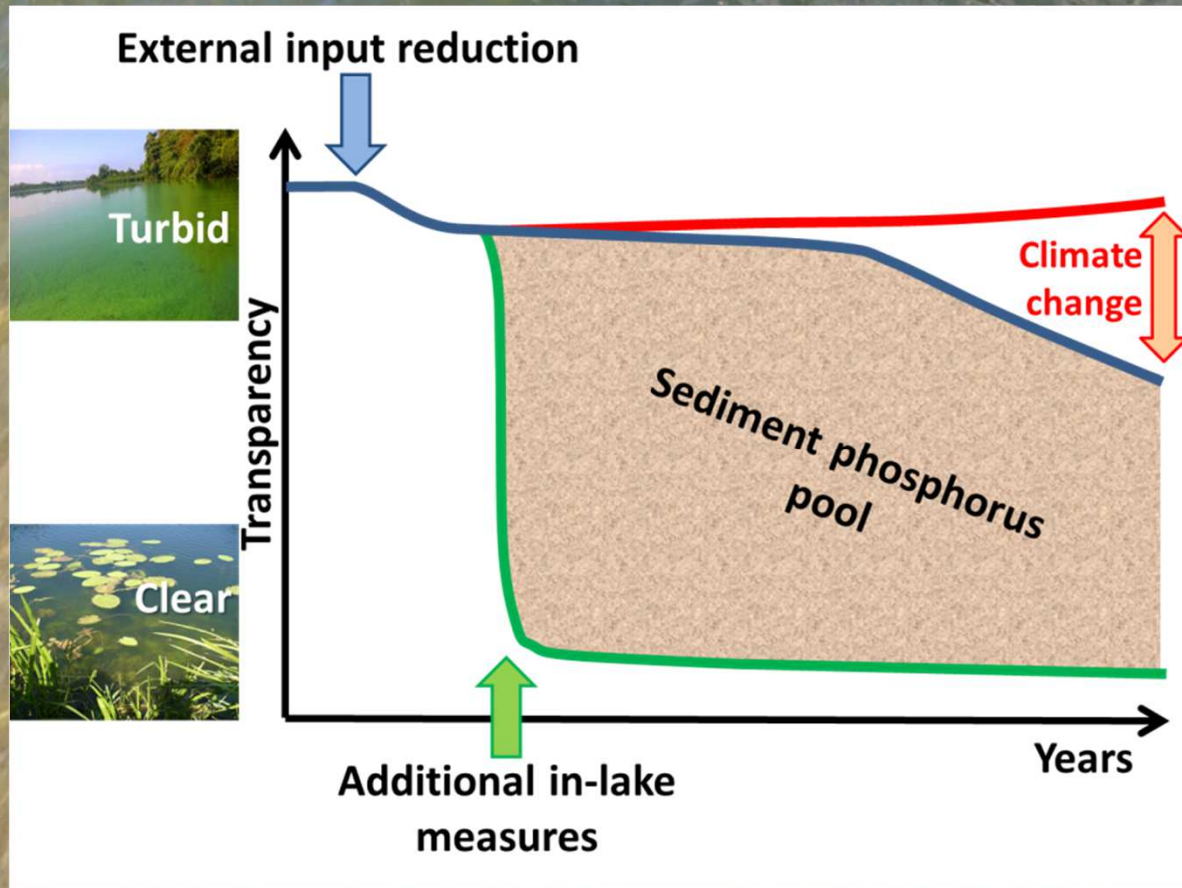 External input reduction
Turbid
Transparency
Climate
change
Sediment phosphorus
pool
Clear
Years
Additional in-lake
measures